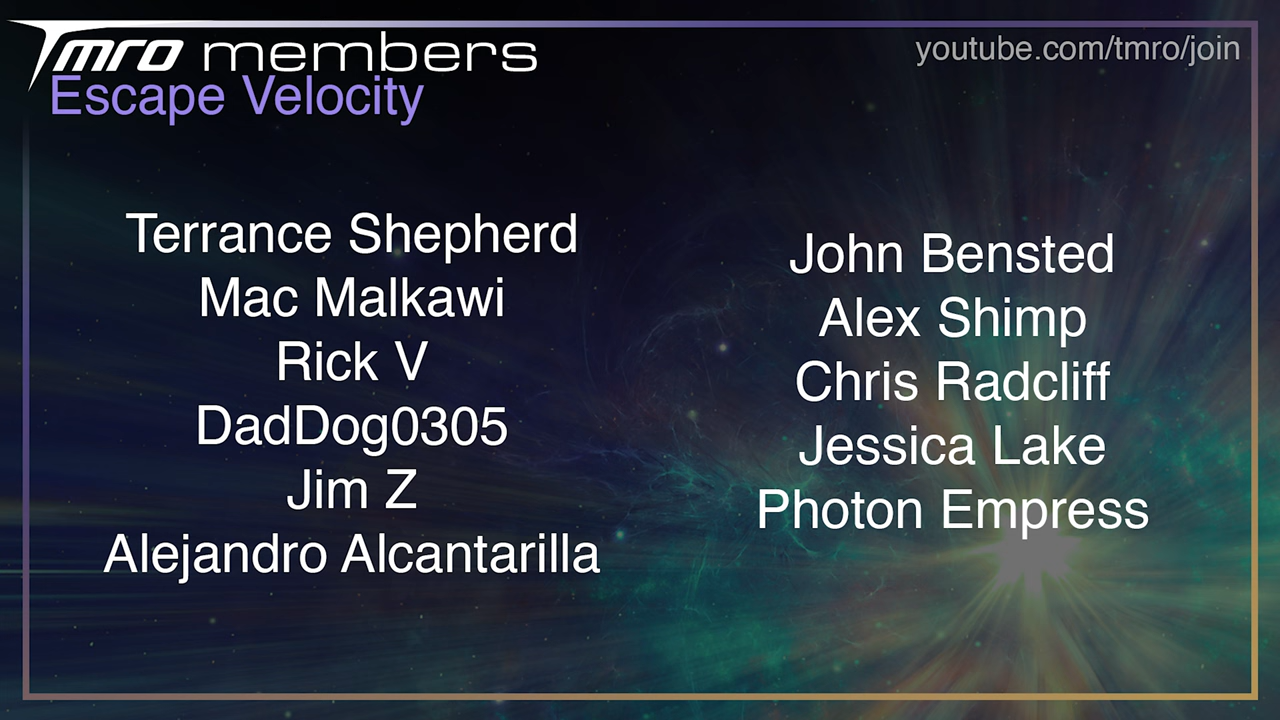 Tmro members
youtube.com/tmro/join
Escape Velocity
Terrance Shepherd
Mac Malkawi
Rick V
DadDog0305
Jim Z
Alejandro Alcantarilla
John Bensted
Alex Shimp
Chris Radcliff
Jessica Lake
Photon Empress